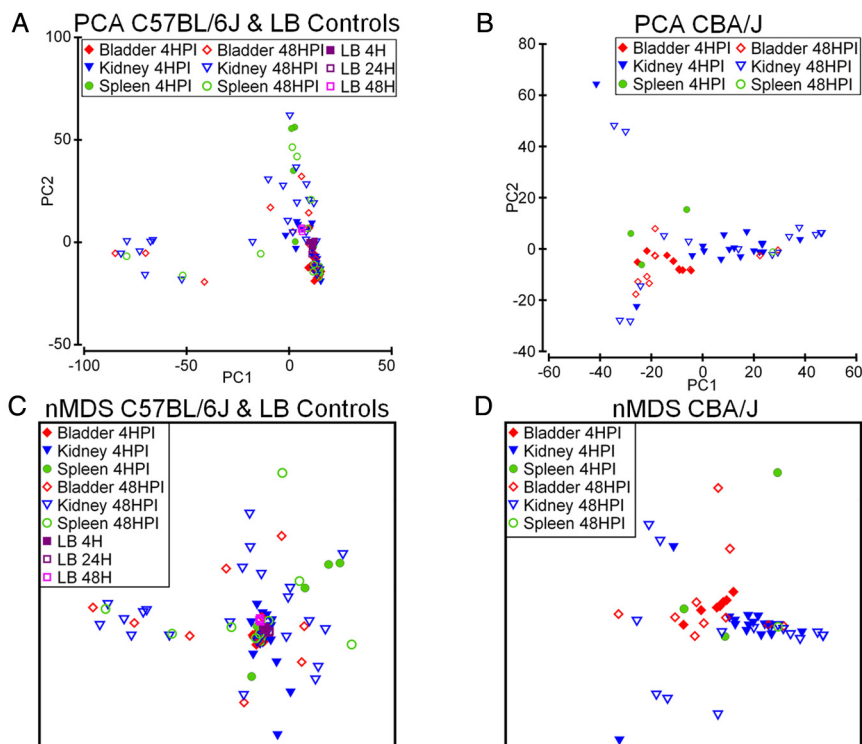 A
PCA C57BL/6J & LB Controls
100
Bladder 4HPI Bladder 48HPI LB 4H
Kidney 4HPI Kidney 48HPI LB 24H
Spleen 4HPI Spleen 48HPI LB 48H
50
PC2
0
-50
-100 0 50
PC1
B
PCA CBA/J
80
Bladder 4HPI Bladder 48HPI
Kidney 4HPI Kidney 48HPI
Spleen 4HPI Spleen 48HPI
60
40
PC2
20
0
-20
-40
-60 -40 -20 0 20 40 60
PC1
C
nMDS C57BL/6J & LB Controls
Bladder 4HPI
Kidney 4HPI
Spleen 4HPI
Bladder 48HPI
Kidney 48HPI
Spleen 48HPI
LB 4H
LB 24H
LB 48H
D
nMDS CBA/J
Bladder 4HPI
Kidney 4HPI
Spleen 4HPI
Bladder 48HPI
Kidney 48HPI
Spleen 48HPI